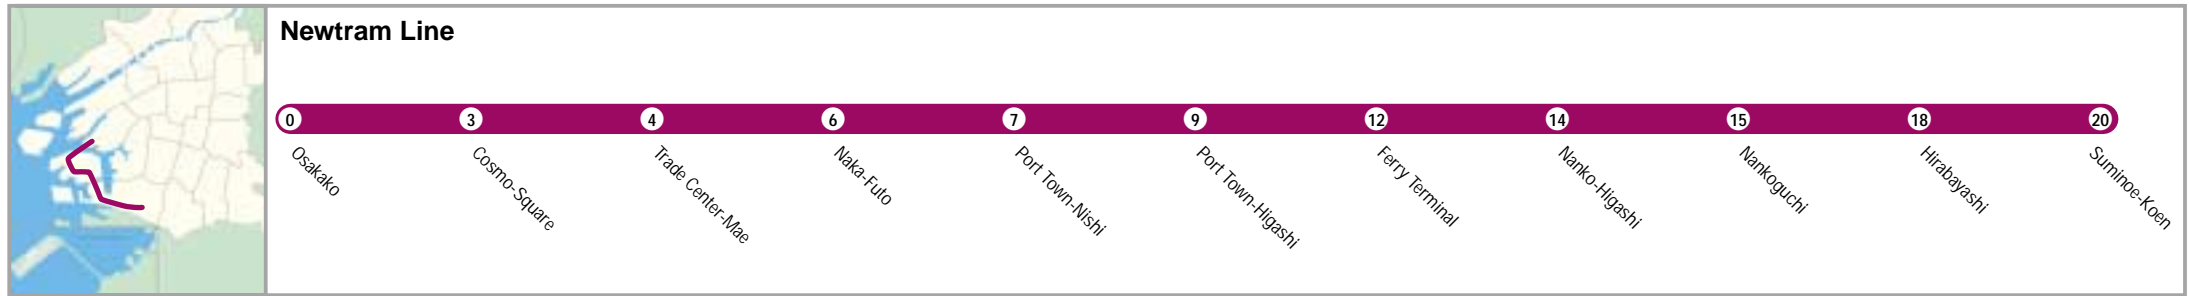 Newtram Line
0 3 4 6 7 9 12 14 15 18 20
Osakako
Cosmo-Square
Trade Center-Mae
Naka-Futo
Port Town-Nishi
Port Town-Higashi
Ferry Terminal
Nanko-Higashi
Nankoguchi
Hirabayashi
Suminoe-Koen